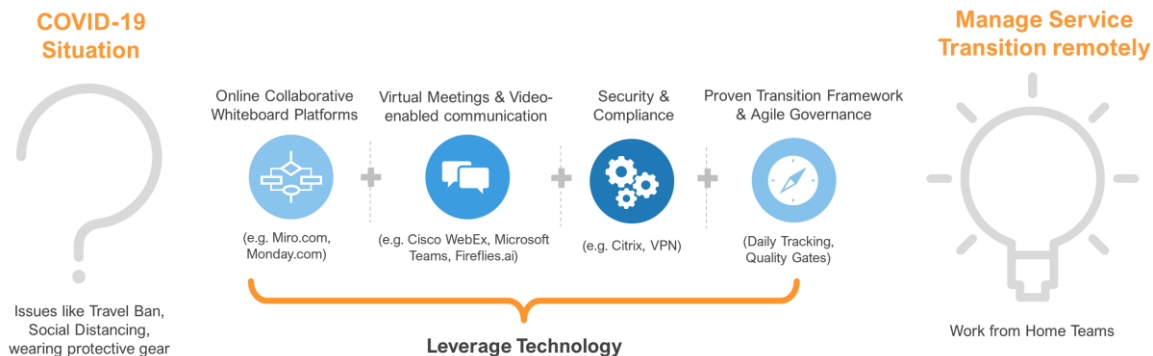 COVID-19
Situation
Issues like Travel Ban,
Social Distancing,
wearing protective gear
Online Collaborative
Whiteboard Platforms
(e.g. Miro.com,
Monday.com)
Virtual Meetings & Video-
enabled communication
(e.g. Cisco WebEx, Microsoft
Teams, Fireflies.ai)
Security &
Compliance
(e.g. Citrix, VPN)
Proven Transition Framework
& Agile Governance
(Daily Tracking,
Quality Gates)
Leverage Technology
Manage Service
Transition remotely
Work from Home Teams